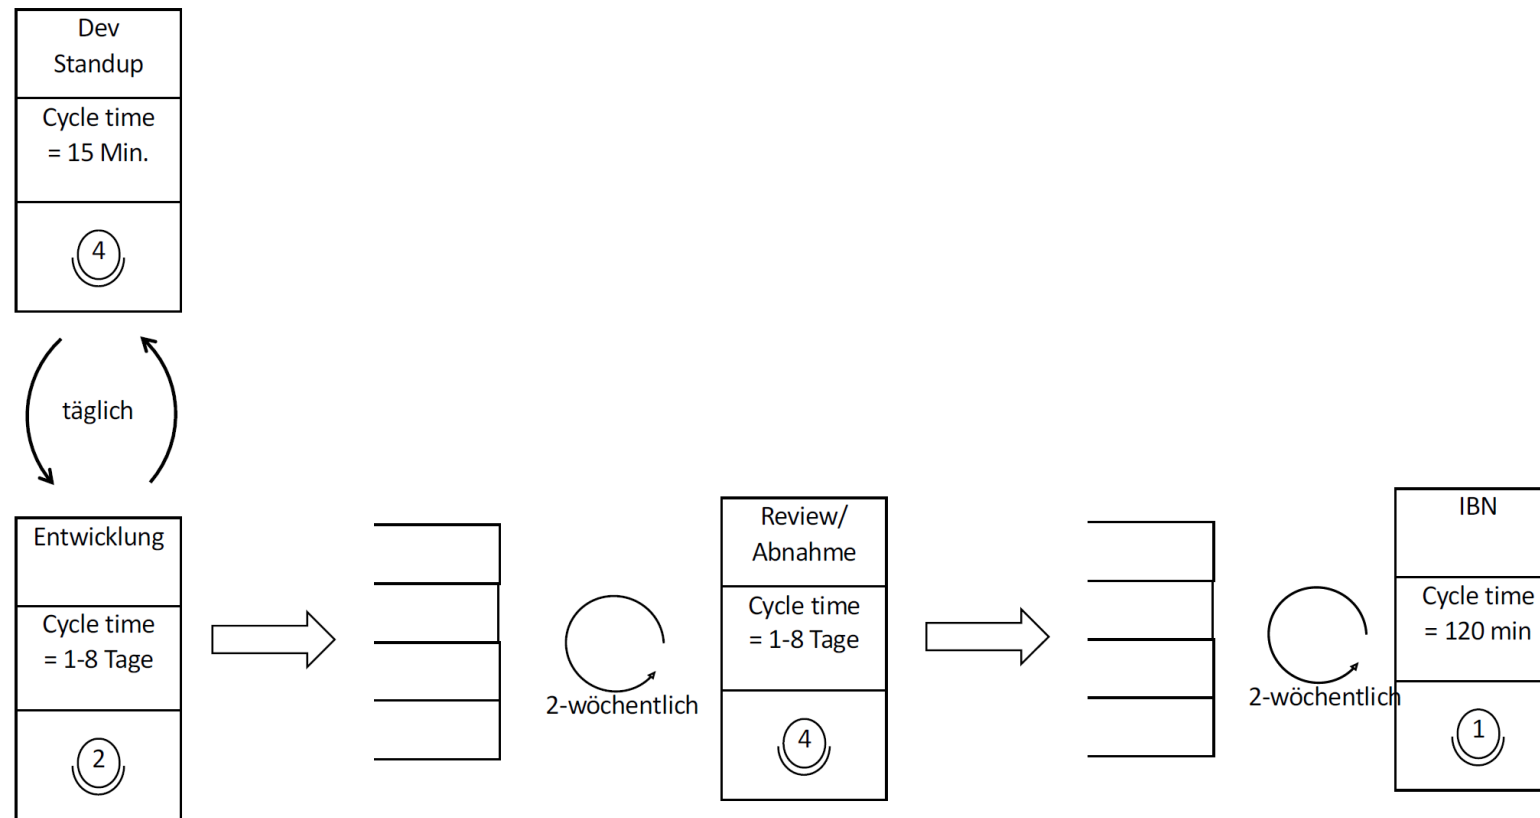 Dev
Standup
Cycle time
= 15 Min.
4
täglich
Entwicklung
Cycle time
= 1-8 Tage
2
2-wöchentlich
Review/
Abnahme
Cycle time
= 1-8 Tage
4
2-wöchentlich
IBN
Cycle time
= 120 min
1